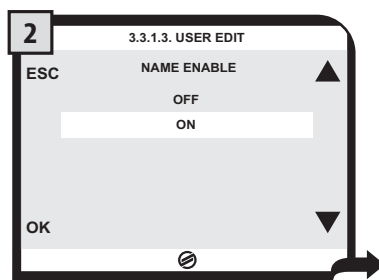 2
3.3.1.3. USER EDIT
ESC
NAME ENABLE
OFF
ON
OK